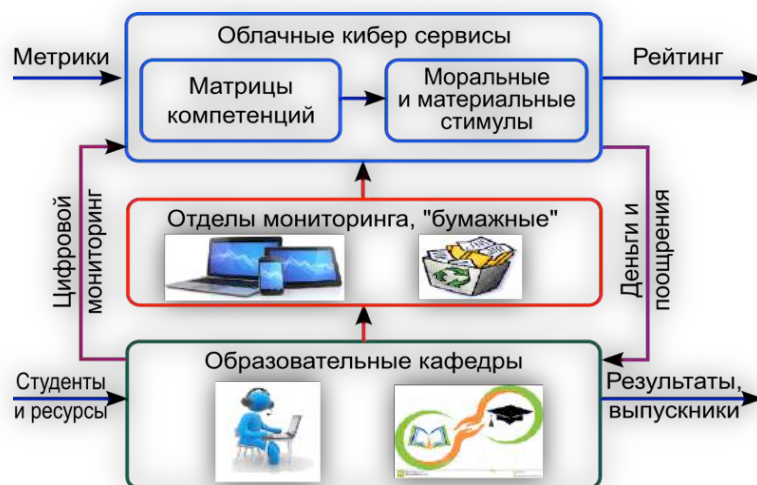 Облачные кибер сервисы
Метрики
Матрицы
компетенций
Моральные
и материальные
стимулы
Рейтинг
Цифровой
мониторинг
Отделы мониторинга, "бумажные"
Деньги и
поощрения
Образовательные кафедры
Студенты
и ресурсы
Результаты,
выпускники